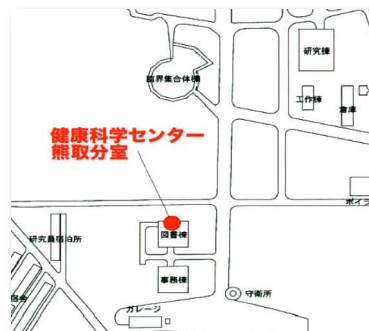 研究棟
臨界集合体棟
工作棟
倉庫
健康科学センター
熊取分室
ボイラ
図書棟
研究員宿泊所
事務棟
宿舎
守衛所
ガレージ